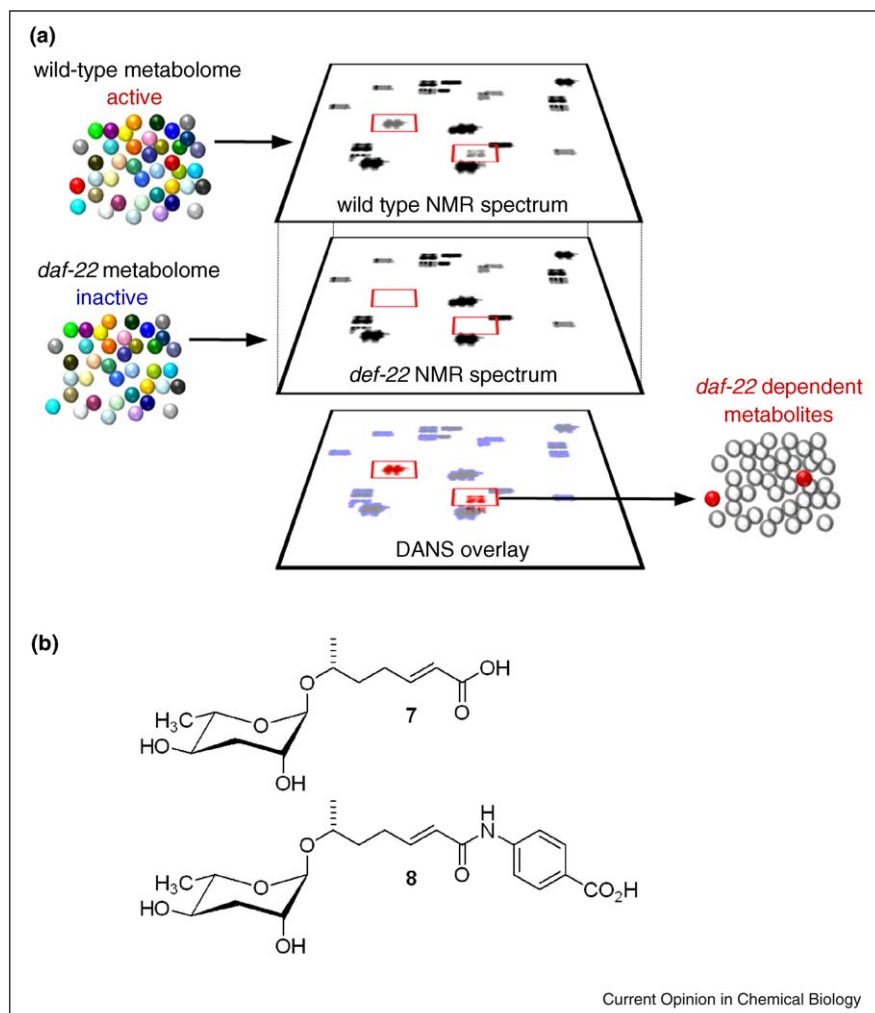 (a)
wild-type metabolome
active
wild type NMR spectrum
daf-22 metabolome
inactive
def-22 NMR spectrum
daf-22 dependent
metabolites
DANS overlay
(b)
OH
O
O
7
H3C
O
HO
OH
H
N
O
O
8
CO2H
H3C
O
HO
OH
Current Opinion in Chemical Biology